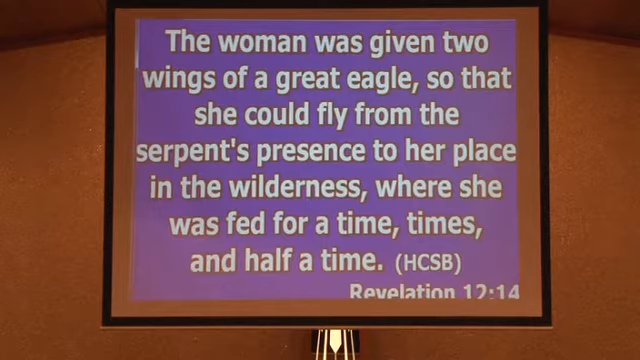 The woman was given two
wings of a great eagle, so that
she could fly from the
serpent's presence to her place
in the wilderness, where she
was fed for a time, times,
and half a time. (HCSB)
Revelation 12:14